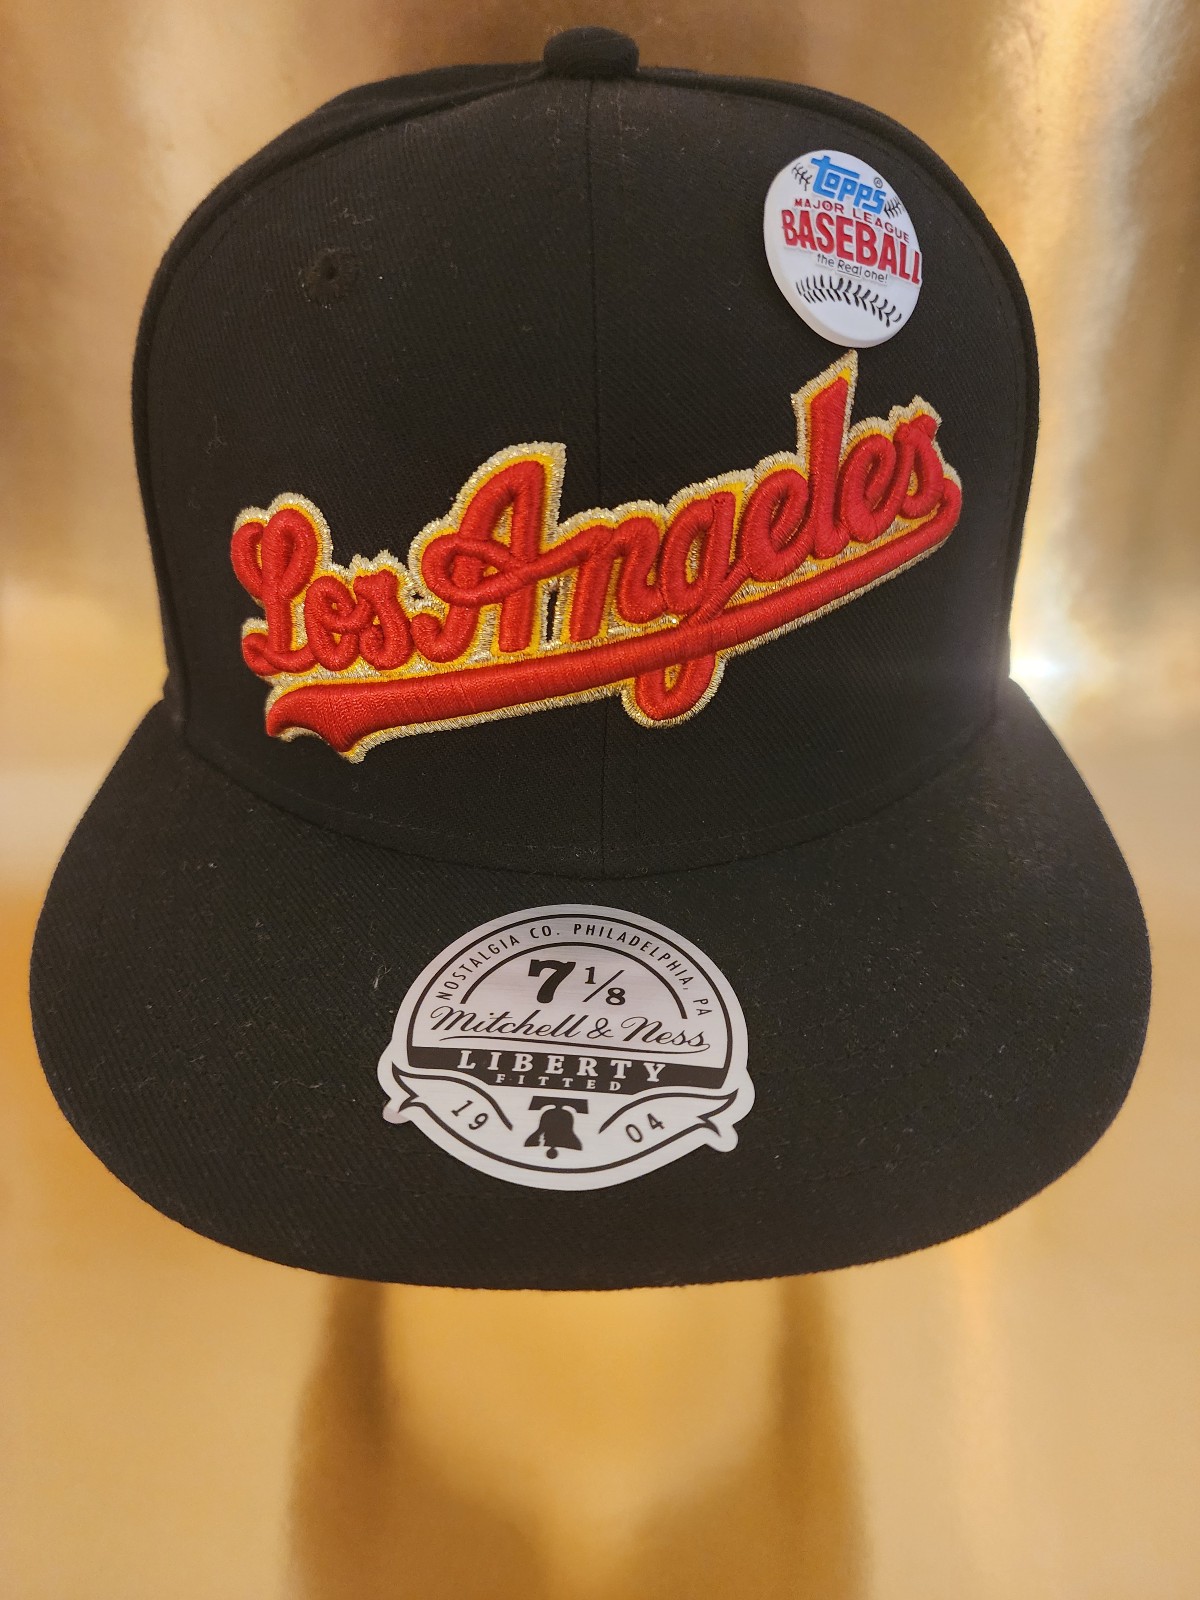 topps®
MAJOR LEAGUE
BASEBALL
the Real one!
Los Angeles
NOSTALGIA CO. PHILADELPHIA, PA
7 1/8
Mitchell & Ness
LIBERTY
FITTED
19 04